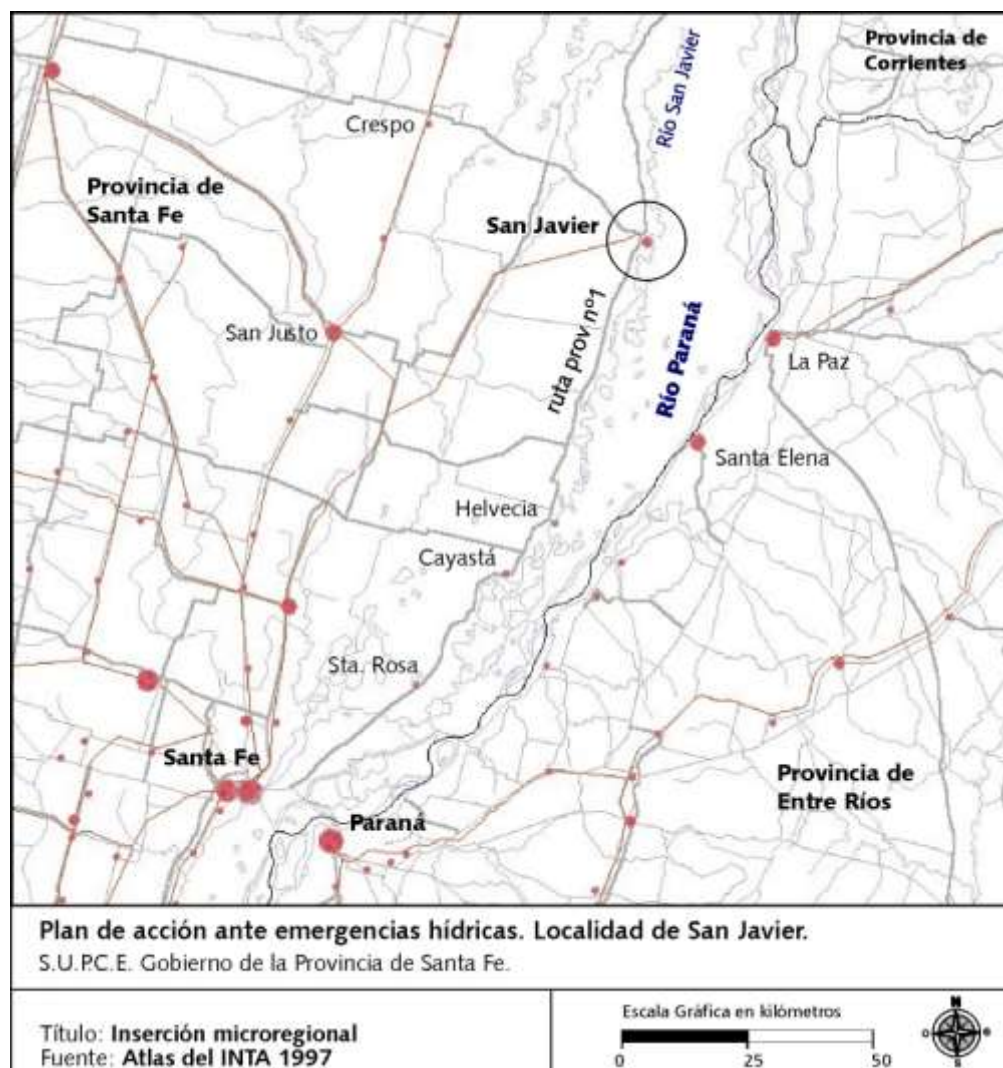 Provincia de
Corrientes
Río San Javier
Crespo
Provincia de
Santa Fe
San Javier
ruta prov nº1
Río Paraná
San Justo
La Paz
Santa Elena
Helvecia
Cayastá
Sta. Rosa
Santa Fe
Provincia de
Entre Ríos
Paraná
Plan de acción ante emergencias hídricas. Localidad de San Javier.
S.U.P.C.E. Gobierno de la Provincia de Santa Fe.
Título: Inserción microregional
Fuente: Atlas del INTA 1997
Escala Gráfica en kilómetros
0 25 50
N
O
S